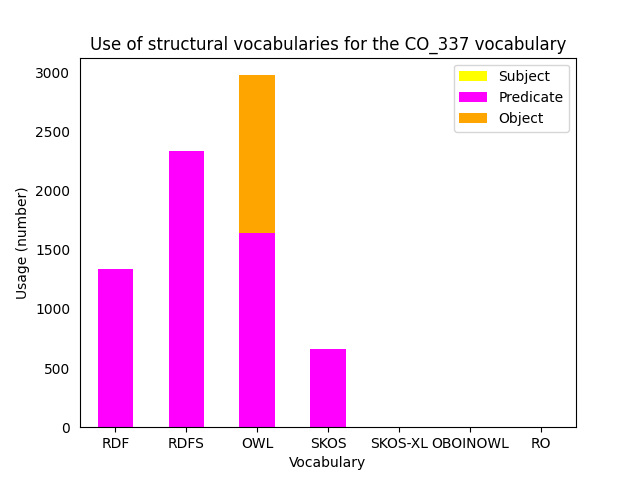 Use of structural vocabularies for the CO_337 vocabulary
Subject
Predicate
Object
Usage (number)
3000
2500
2000
1500
1000
500
0
RDF RDFS OWL SKOS SKOS-XL OBOINOWL RO
Vocabulary